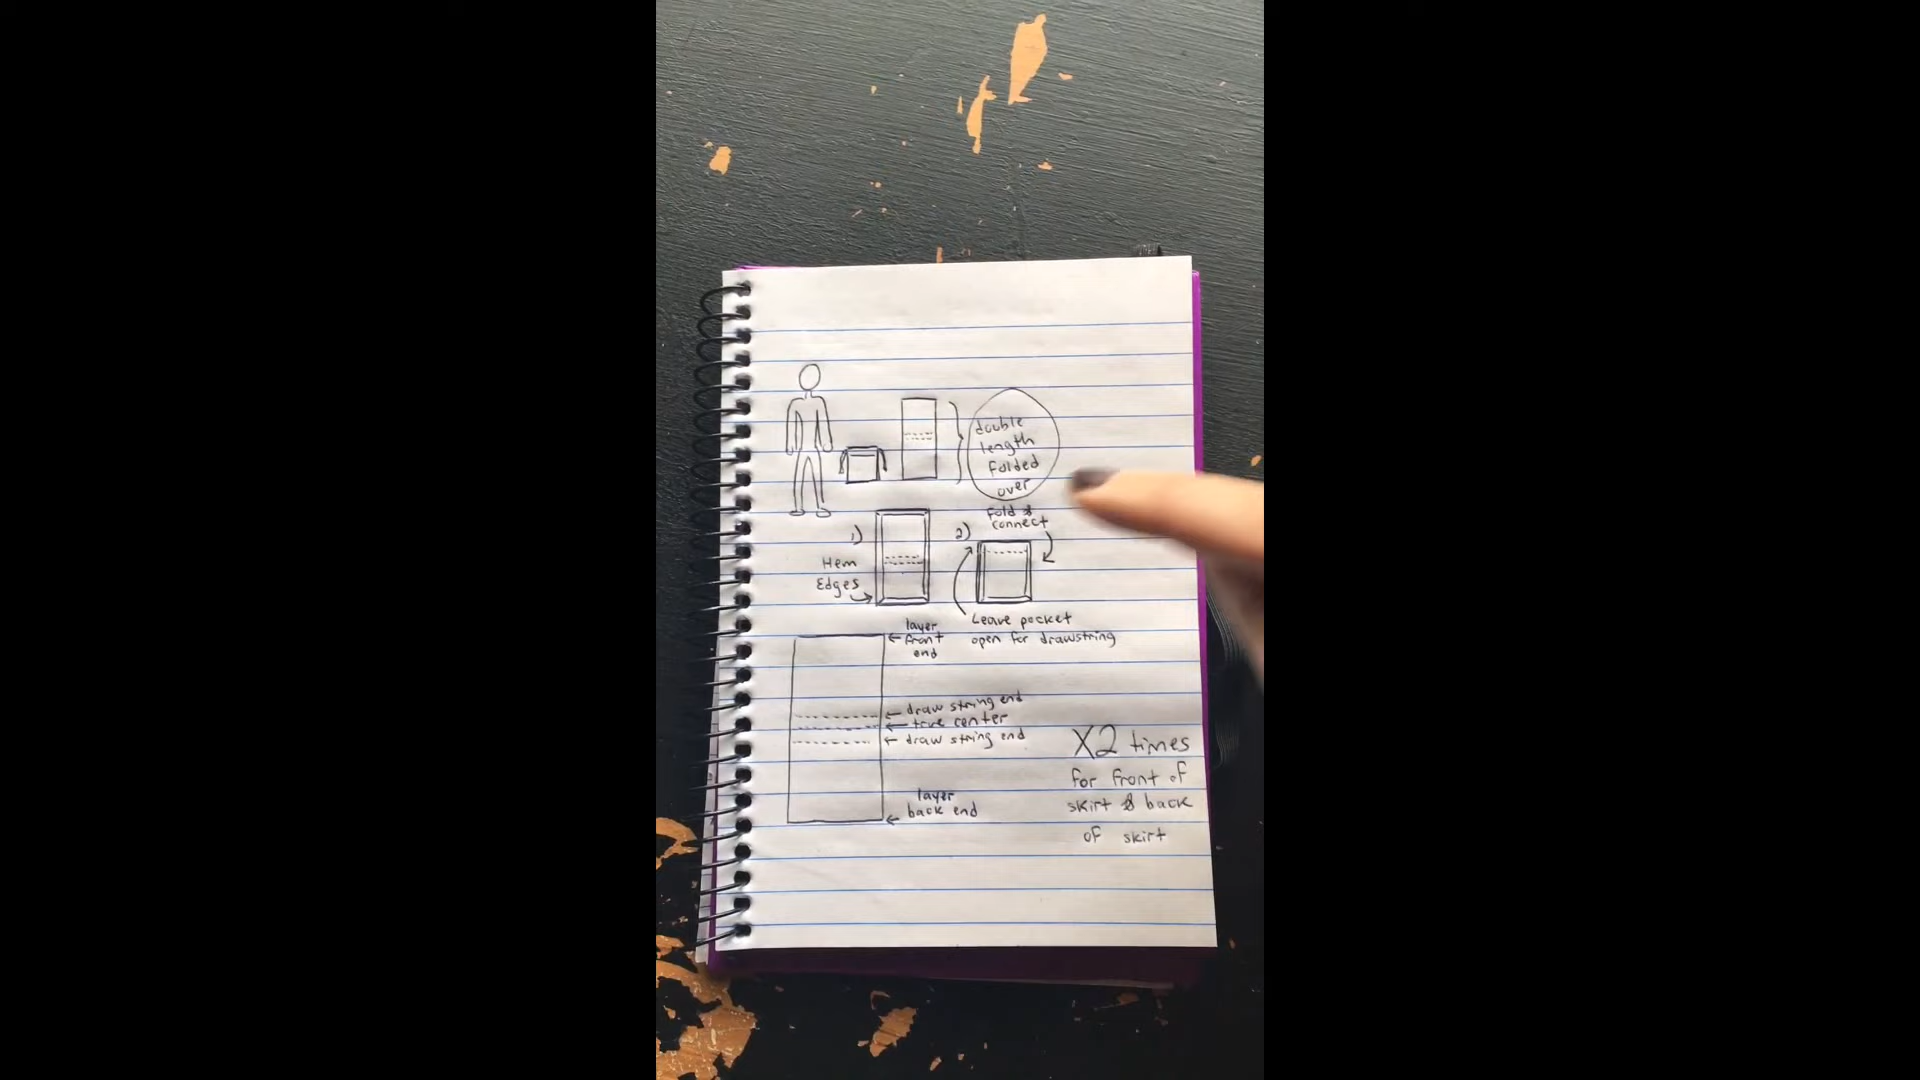 double
length
folded
over
1)
Hem
Edges
2)
Fold &
connect
Leave pocket
open for drawstring
layer
front
end
draw string end
true center
draw string end
layer
back end
X2 times
for front of
skirt & back
of skirt